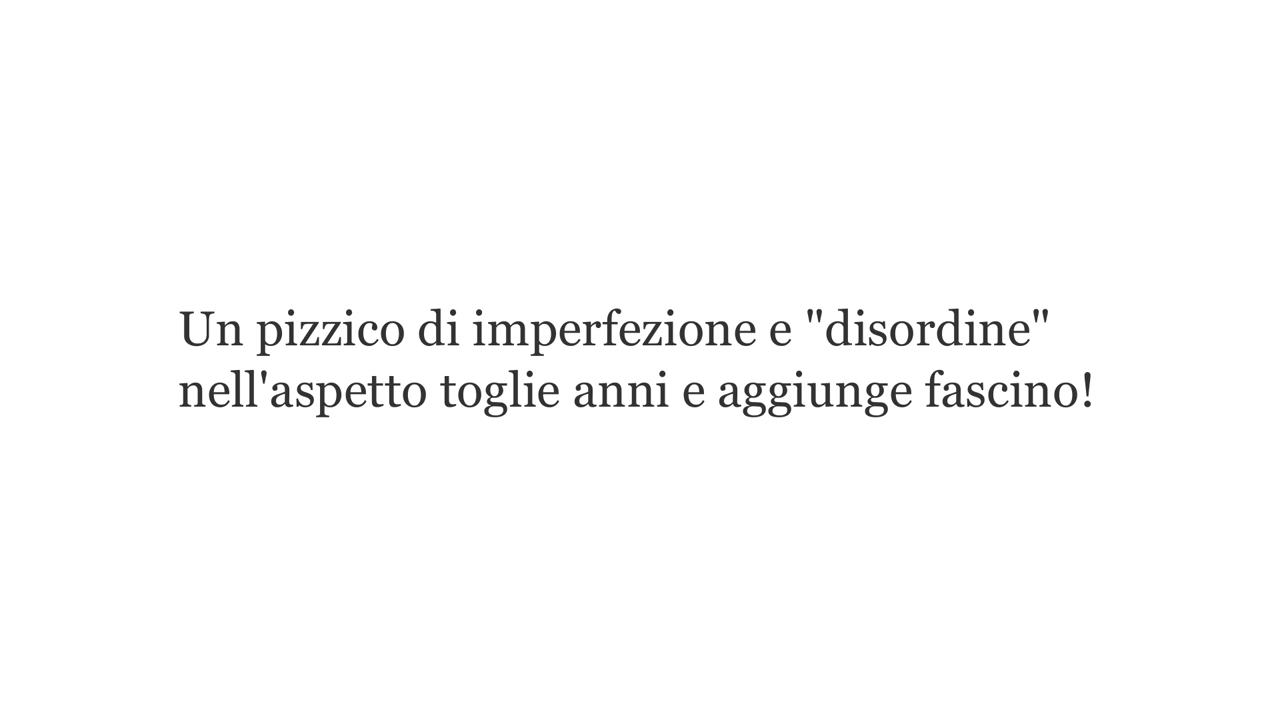 Un pizzico di imperfezione e "disordine"
nell'aspetto toglie anni e aggiunge fascino!